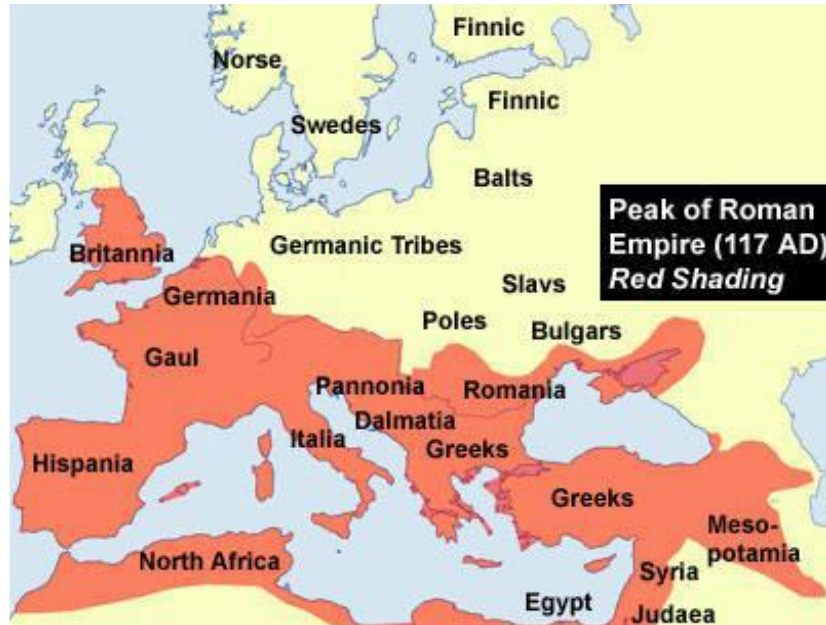 Finnic
Norse
Finnic
Swedes
Balts
Peak of Roman
Empire (117 AD)
Red Shading
Britannia
Germanic Tribes
Slavs
Germania
Poles
Bulgars
Gaul
Pannonia
Romania
Dalmatia
Italia
Greeks
Hispania
Greeks
Meso-
potamia
North Africa
Syria
Egypt
Judaea